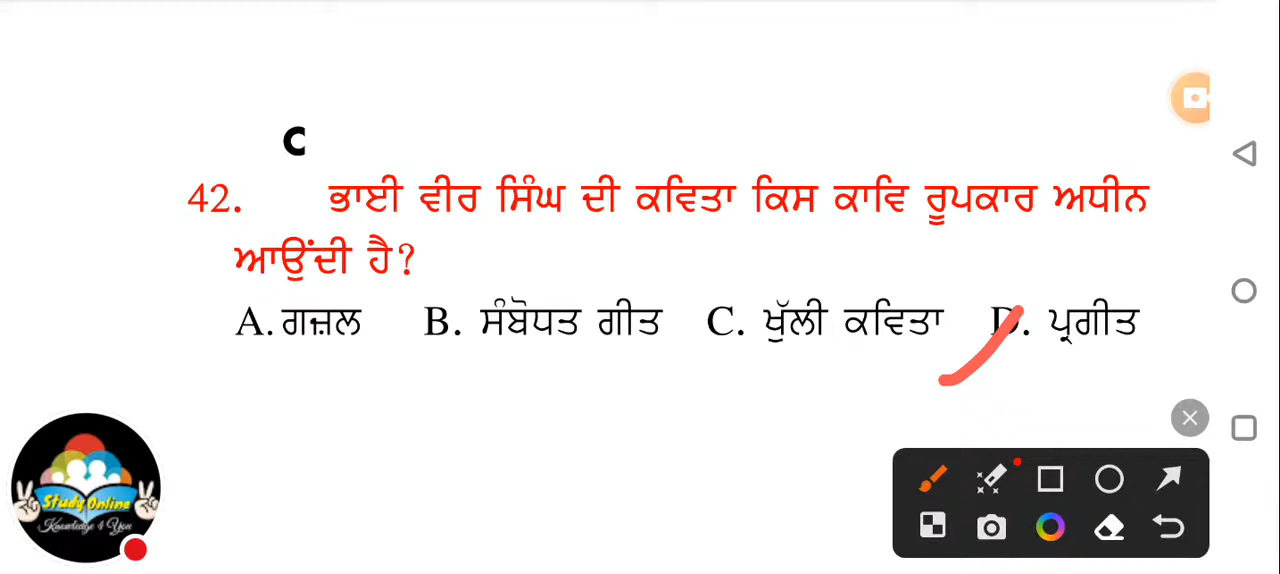 C
42. ਭਾਈ ਵੀਰ ਸਿੰਘ ਦੀ ਕਵਿਤਾ ਕਿਸ ਕਾਵਿ ਰੂਪਕਾਰ ਅਧੀਨ
ਆਉਂਦੀ ਹੈ?
A. ਗਜ਼ਲ B. ਸੰਬੋਧਤ ਗੀਤ C. ਖੁੱਲੀ ਕਵਿਤਾ D. ਪ੍ਰਗੀਤ
Study Online
Knowledge 4 You